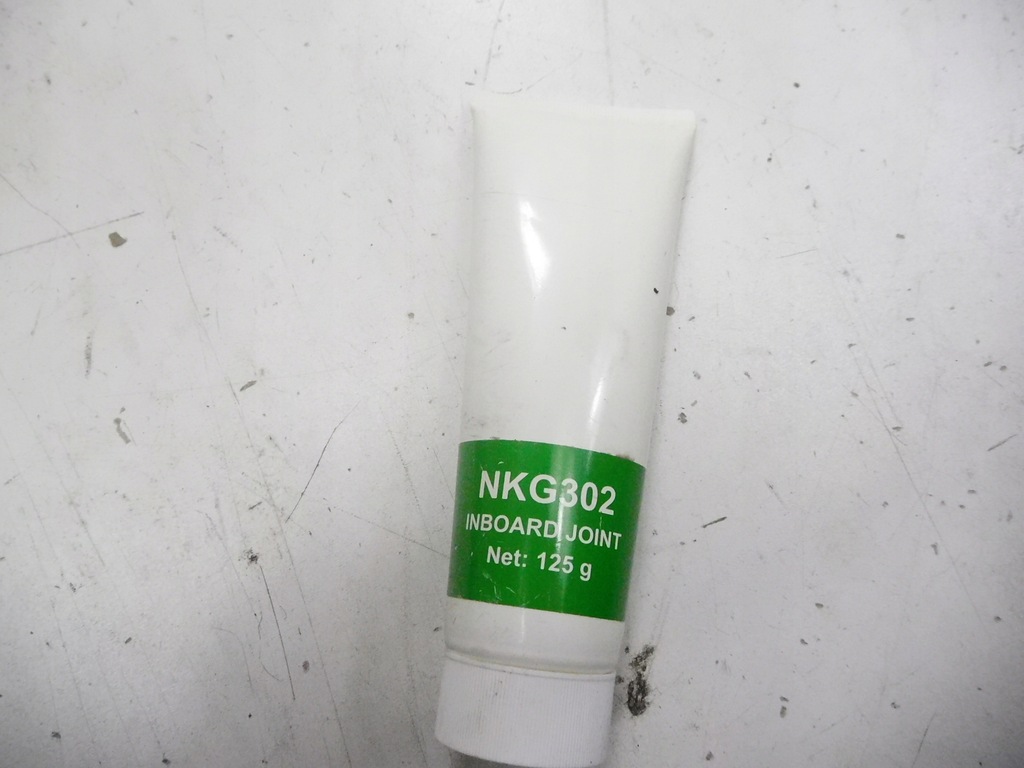 NKG302
INBOARD JOINT
Net: 125 g